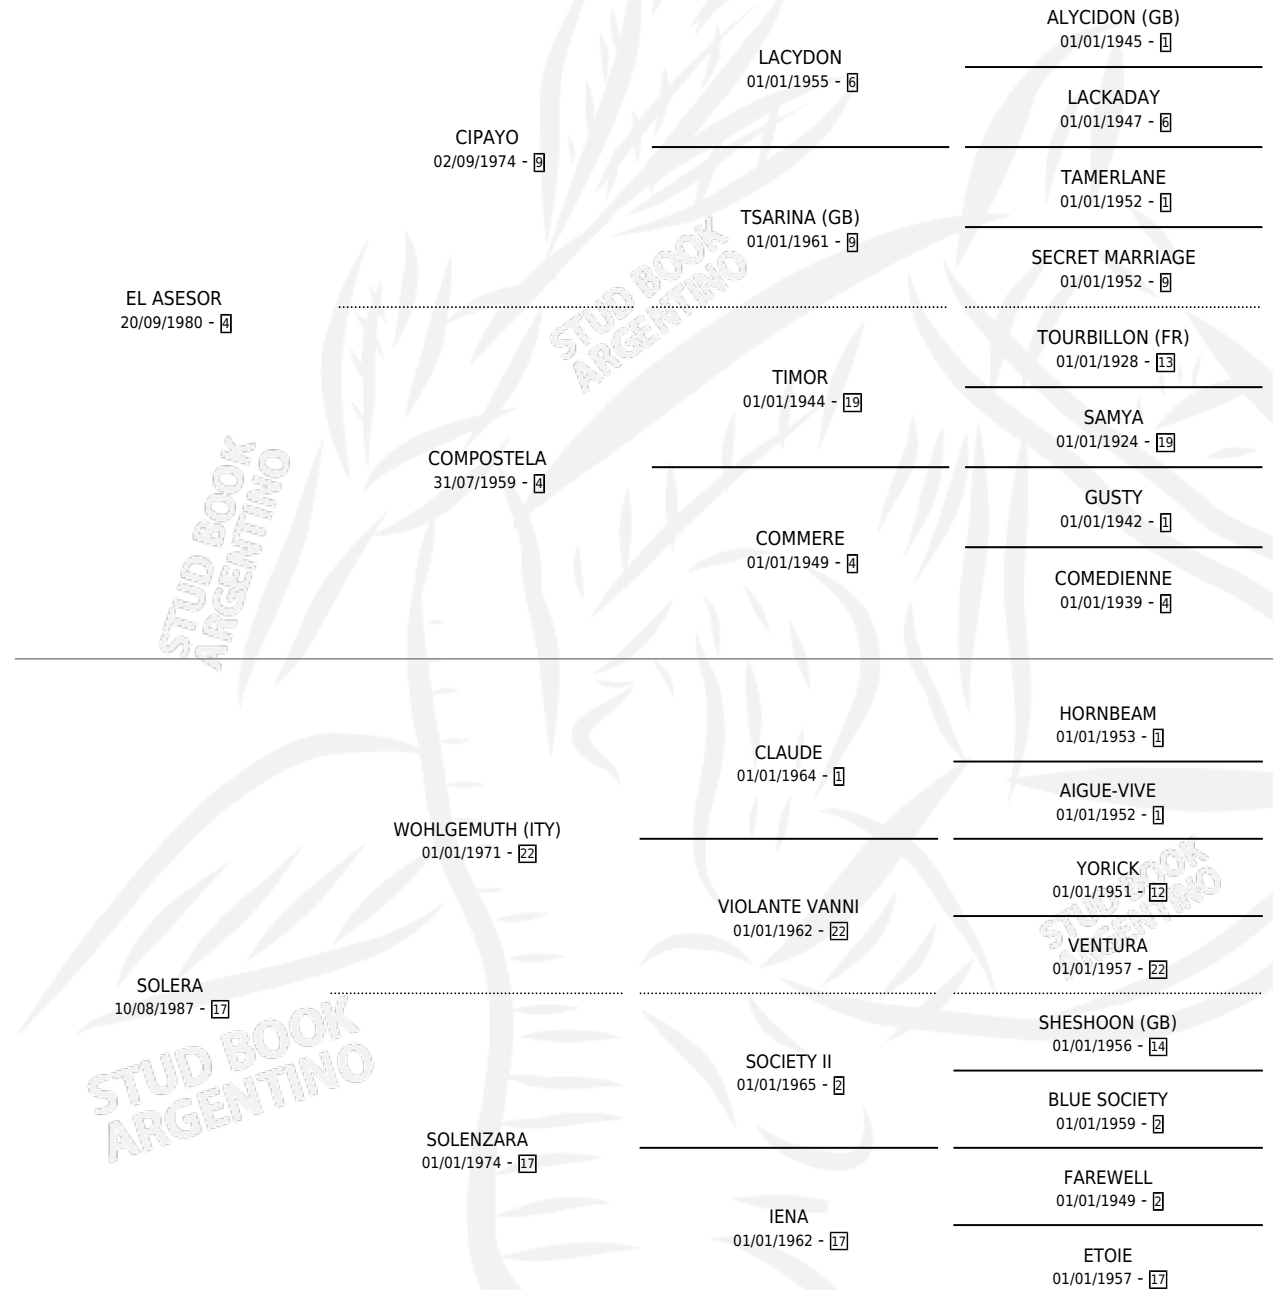 ALYCIDON (GB)
01/01/1945 - 1
LACYDON
01/01/1955 - 6
LACKADAY
01/01/1947 - 6
CIPAYO
02/09/1974 - 9
TAMERLANE
01/01/1952 - 1
TSARINA (GB)
01/01/1961 - 9
SECRET MARRIAGE
01/01/1952 - 9
EL ASESOR
20/09/1980 - 4
STUD BOOK
ARGENTINO
TOURBILLON (FR)
01/01/1928 - 13
TIMOR
01/01/1944 - 19
SAMYA
01/01/1924 - 19
COMPOSTELA
31/07/1959 - 4
GUSTY
01/01/1942 - 1
COMMERE
01/01/1949 - 4
COMEDIENNE
01/01/1939 - 4
STUD BOOK
ARGENTINO
HORNBEAM
01/01/1953 - 1
CLAUDE
01/01/1964 - 1
AIGUE-VIVE
01/01/1952 - 1
WOHLGEMUTH (ITY)
01/01/1971 - 22
YORICK
01/01/1951 - 12
VIOLANTE VANNI
01/01/1962 - 22
VENTURA
01/01/1957 - 22
STUD BOOK
ARGENTINO
SOLERA
10/08/1987 - 17
SHESHOON (GB)
01/01/1956 - 14
SOCIETY II
01/01/1965 - 2
BLUE SOCIETY
01/01/1959 - 2
STUD BOOK
ARGENTINO
SOLENZARA
01/01/1974 - 17
FAREWELL
01/01/1949 - 2
IENA
01/01/1962 - 17
ETOIE
01/01/1957 - 17